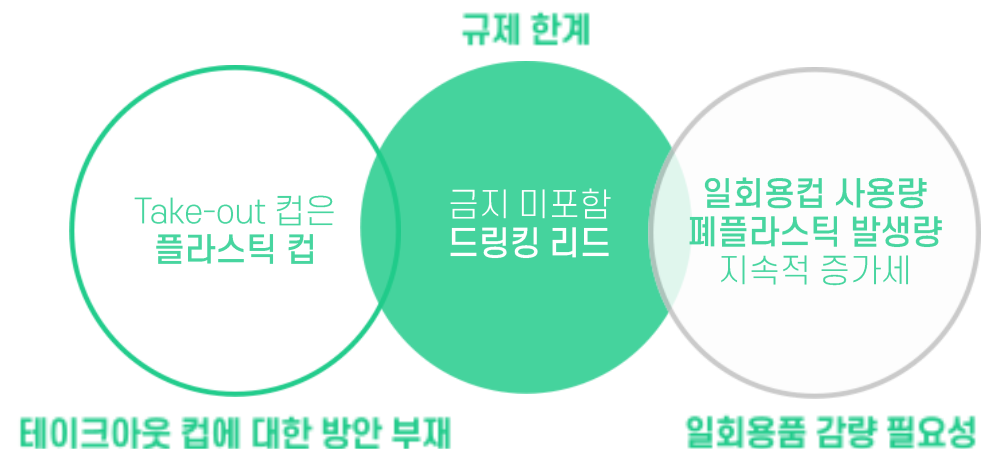 규제 한계
Take-out 컵은
플라스틱 컵
금지 미포함
드링킹 리드
일회용컵 사용량
폐플라스틱 발생량
지속적 증가세
테이크아웃 컵에 대한 방안 부재
일회용품 감량 필요성